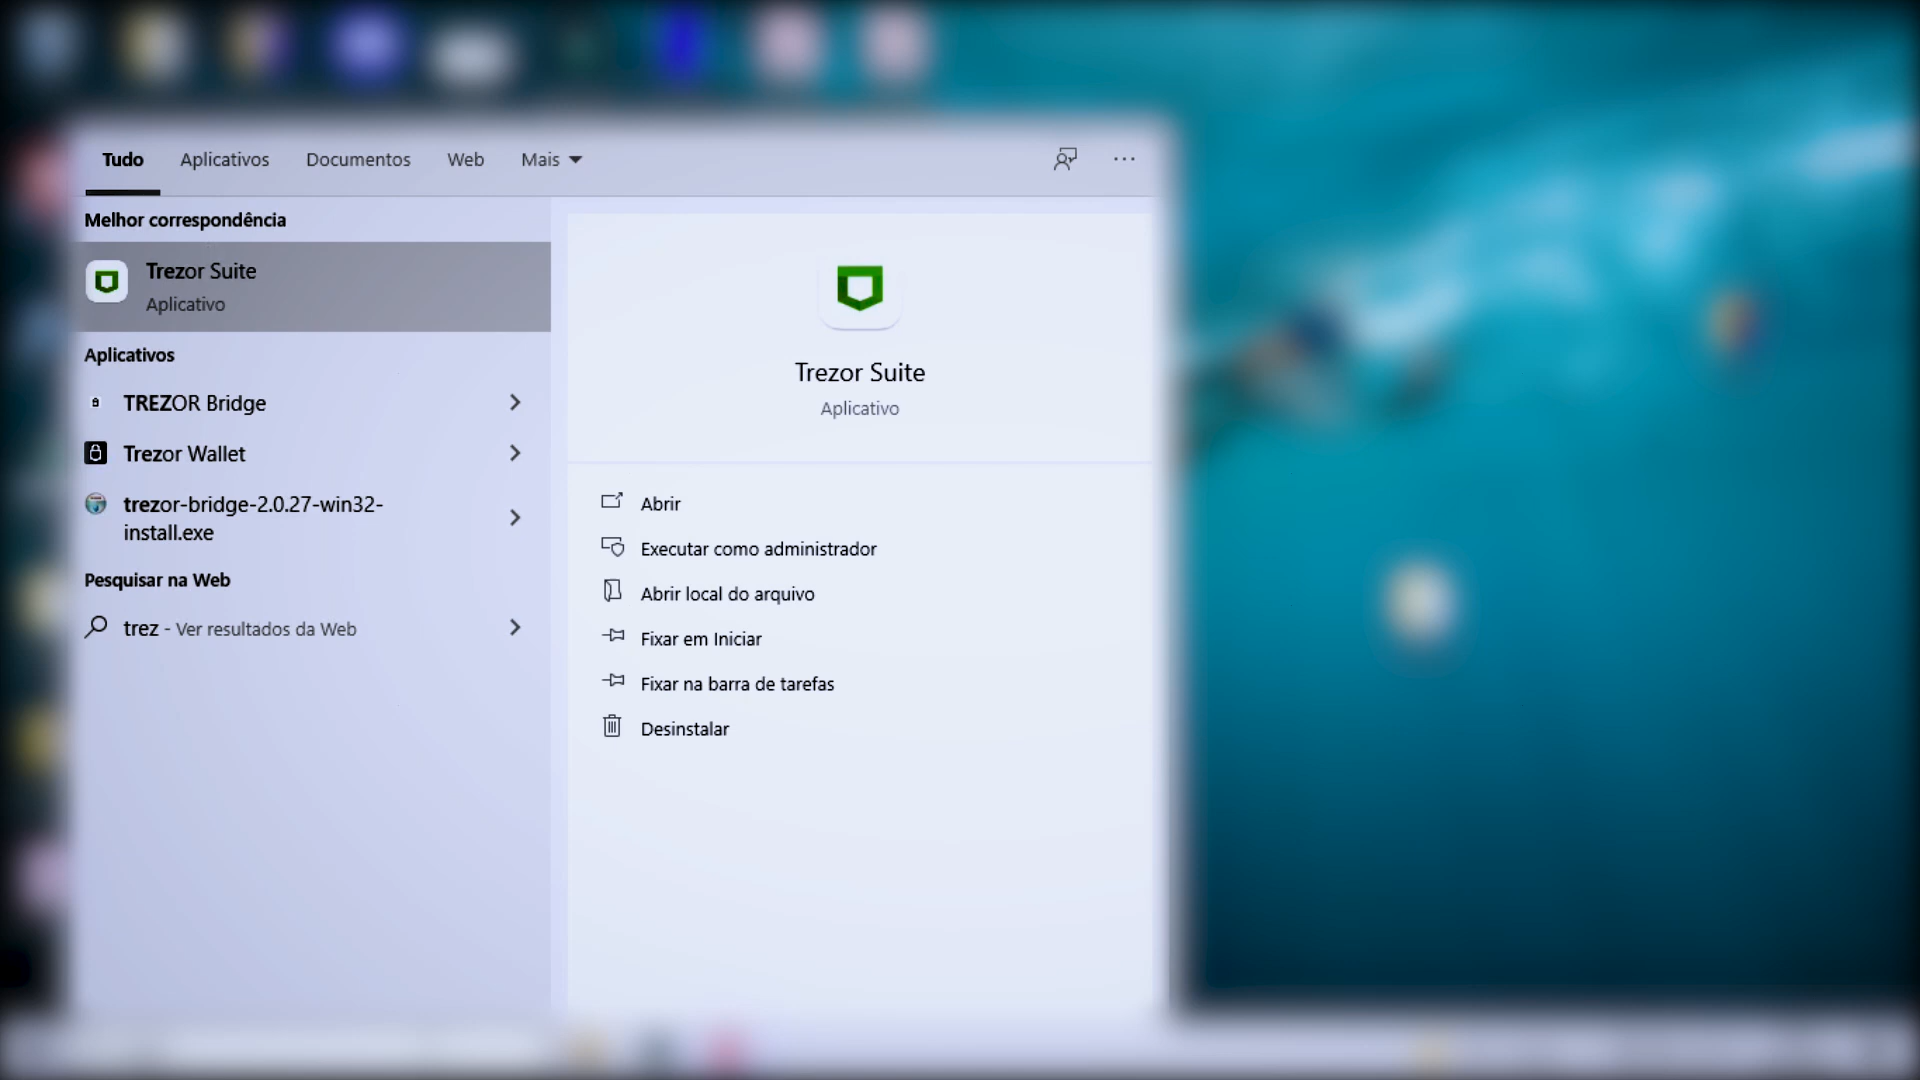 Tudo
Aplicativos
Documentos
Web
Mais
Melhor correspondência
Trezor Suite
Aplicativo
Aplicativos
TREZOR Bridge
Trezor Wallet
trezor-bridge-2.0.27-win32-
install.exe
Pesquisar na Web
trez - Ver resultados da Web
Trezor Suite
Aplicativo
Abrir
Executar como administrador
Abrir local do arquivo
Fixar em Iniciar
Fixar na barra de tarefas
Desinstalar